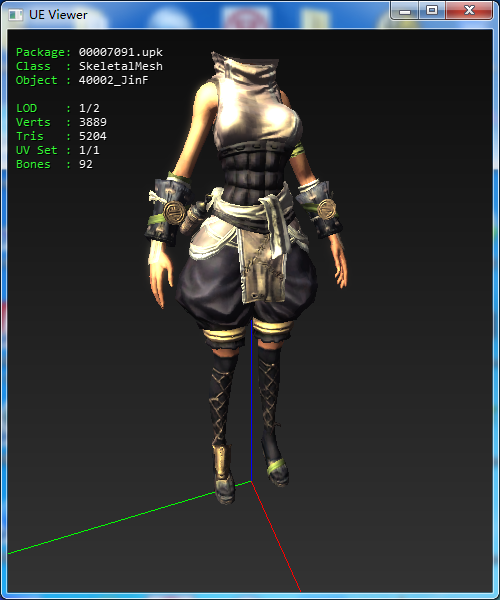 UE Viewer
Package: 00007091.upk
Class : SkeletalMesh
Object : 40002_JinF
LOD : 1/2
Verts : 3889
Tris : 5204
UV Set : 1/1
Bones : 92